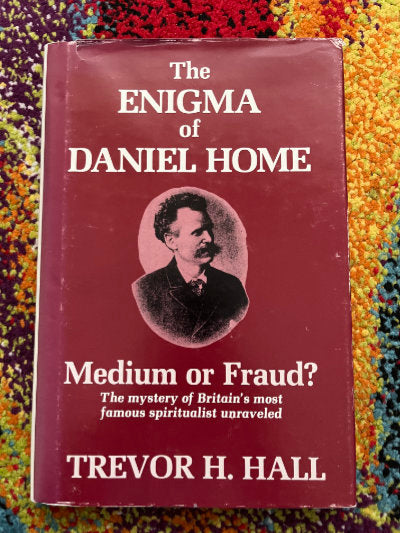 The
ENIGMA
of
DANIEL HOME
Medium or Fraud?
The mystery of Britain's most
famous spiritualist unraveled
TREVOR H. HALL